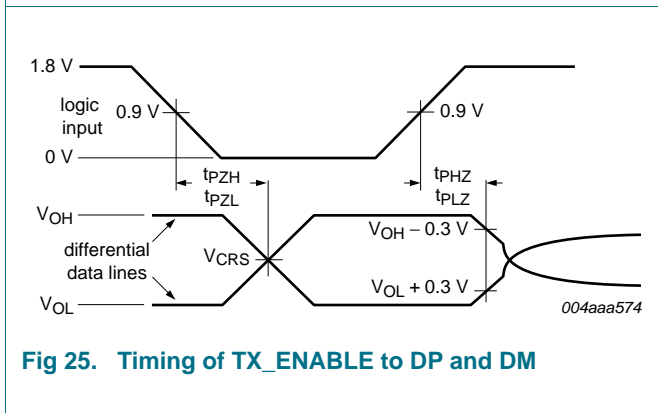 1.8 V
logic
input
0.9 V
0.9 V
0 V
tPZH
tPZL
tPHZ
tPLZ
VOH
VOH – 0.3 V
differential
data lines
VCRS
VOL + 0.3 V
VOL
004aaa574
Fig 25. Timing of TX_ENABLE to DP and DM